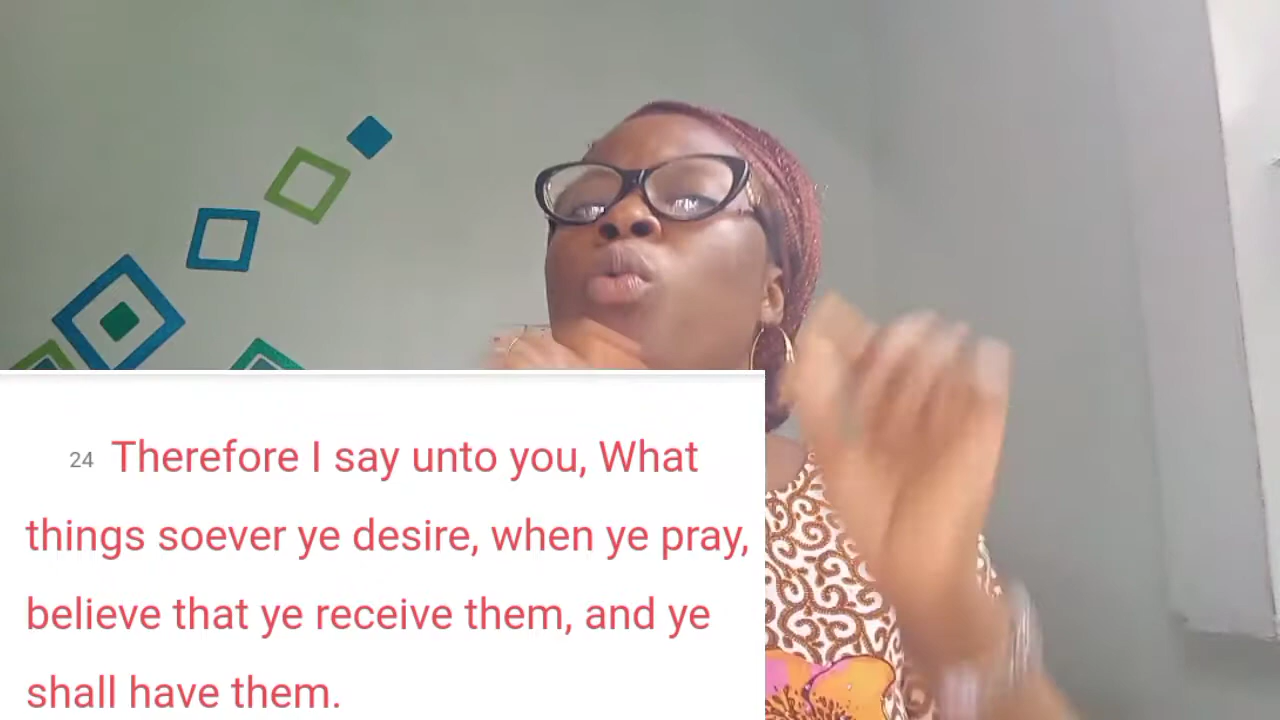 24 Therefore I say unto you, What
things soever ye desire, when ye pray,
believe that ye receive them, and ye
shall have them.